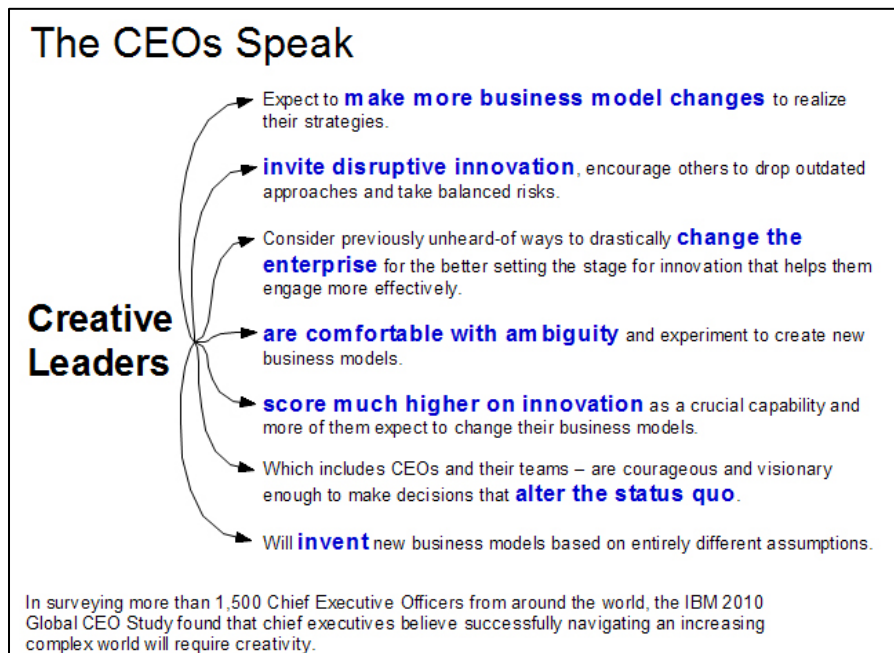 The CEOs Speak
Expect to make more business model changes to realize
their strategies.
invite disruptive innovation, encourage others to drop outdated
approaches and take balanced risks.
Consider previously unheard-of ways to drastically change the
enterprise for the better setting the stage for innovation that helps them
engage more effectively.
Creative
Leaders
are comfortable with ambiguity and experiment to create new
business models.
score much higher on innovation as a crucial capability and
more of them expect to change their business models.
Which includes CEOs and their teams – are courageous and visionary
enough to make decisions that alter the status quo.
Will invent new business models based on entirely different assumptions.
In surveying more than 1,500 Chief Executive Officers from around the world, the IBM 2010
Global CEO Study found that chief executives believe successfully navigating an increasing
complex world will require creativity.